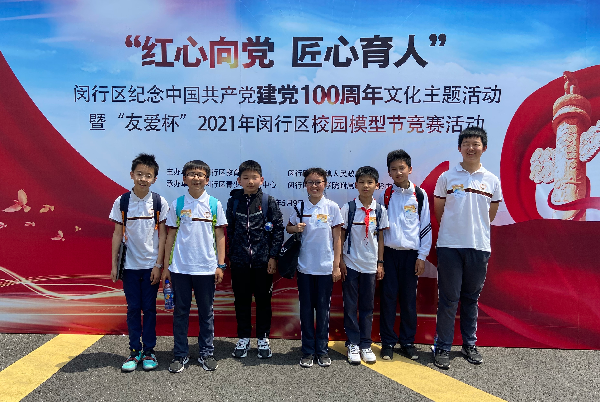 “红心向党 匠心育人”
闵行区纪念中国共产党建党100周年文化主题活动
暨“友爱杯”2021年闵行区校园模型节竞赛活动